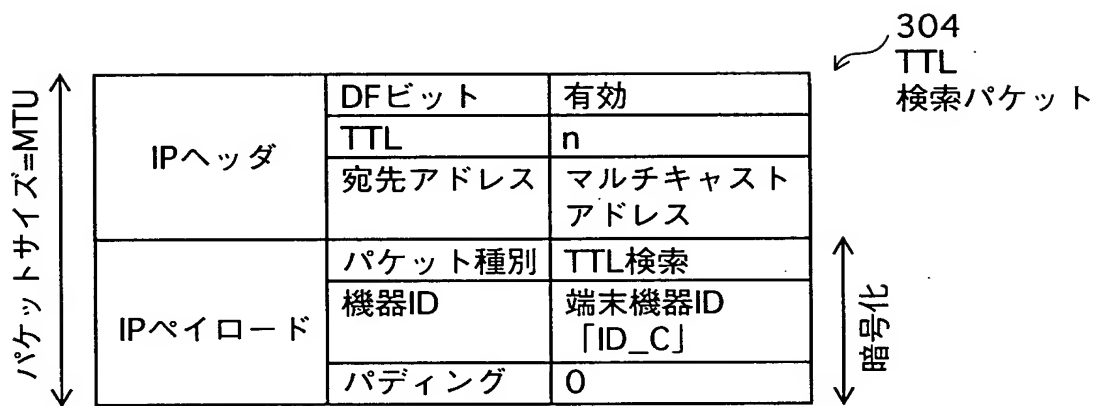 304
TTL
検索パケット
パケットサイズ=MTU
IPヘッダ
DFビット
有効
TTL
n
宛先アドレス
マルチキャスト
アドレス
IPペイロード
パケット種別
TTL検索
機器ID
端末機器ID
「ID_C」
パディング
0
暗号化